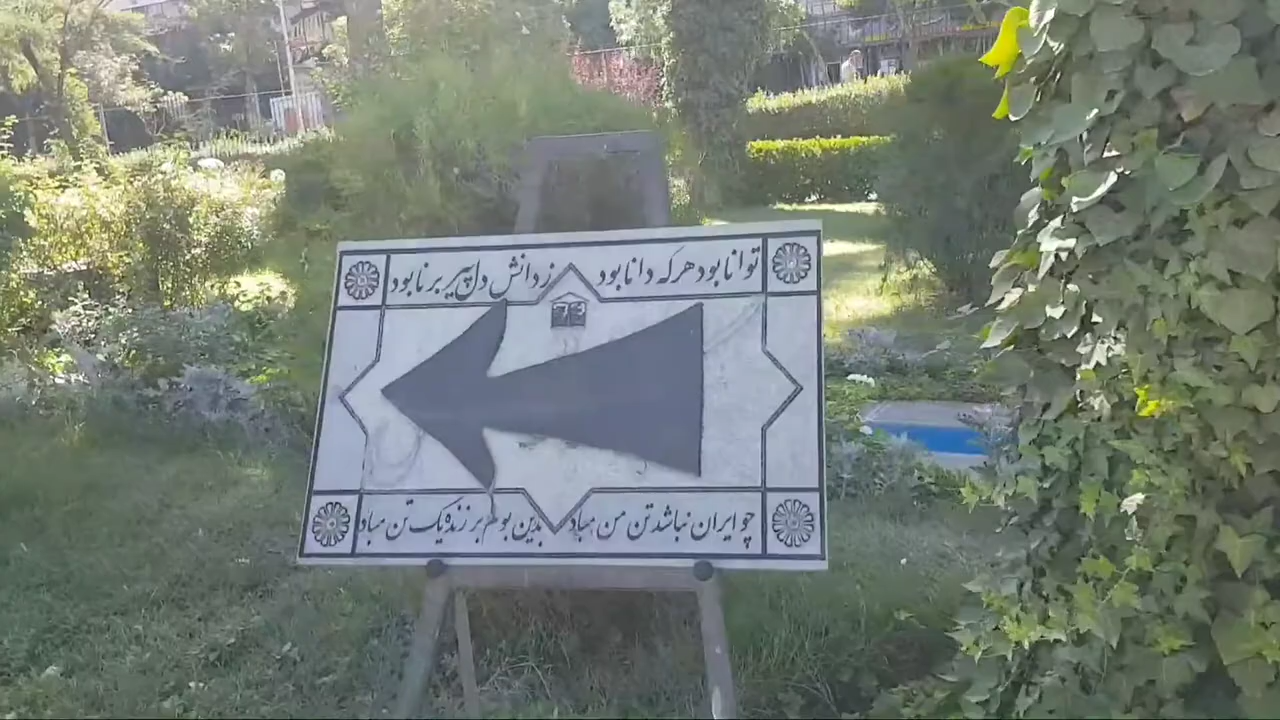 توانا بود هر که دانا بود ز دانش دل پیر برنا بود
چو ایران نباشد تن من مباد بدین بوم بر زنده یک تن مباد